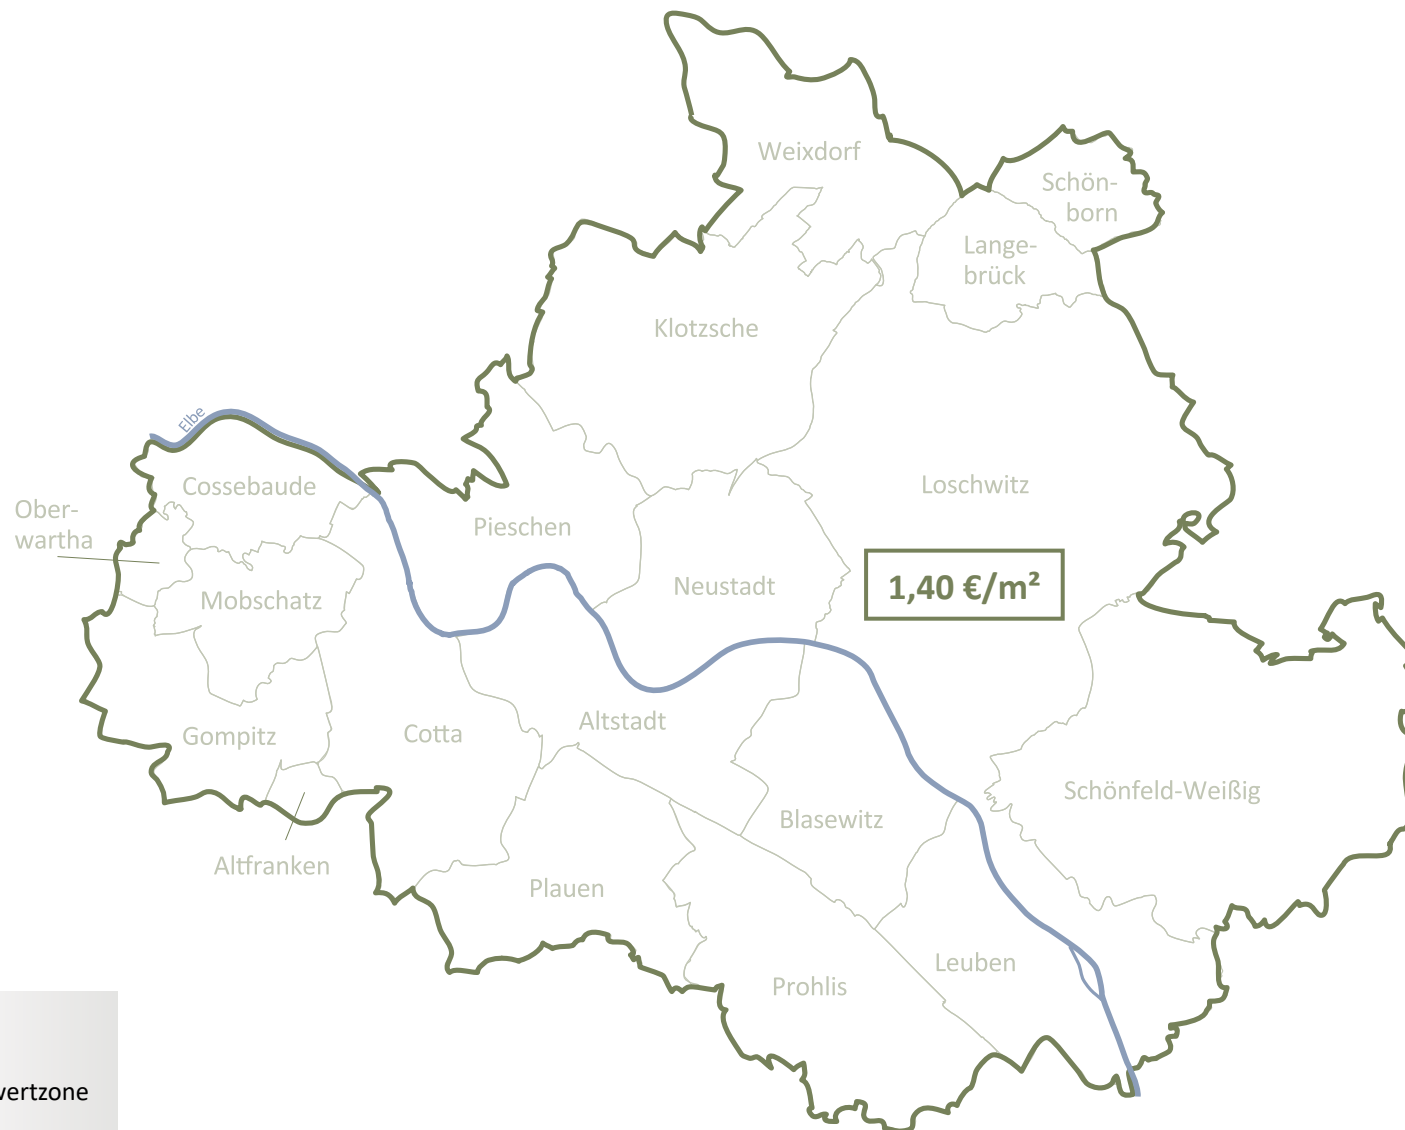 Weixdorf
Schön-
born
Lange-
brück
Klotzsche
Elbe
Cossebaude
Loschwitz
Ober-
wartha
Pieschen
Neustadt
1,40 €/m²
Mobschatz
Altstadt
Gompitz
Cotta
Schönfeld-Weißig
Blasewitz
Altfranken
Plauen
Leuben
Prohlis
vertzone